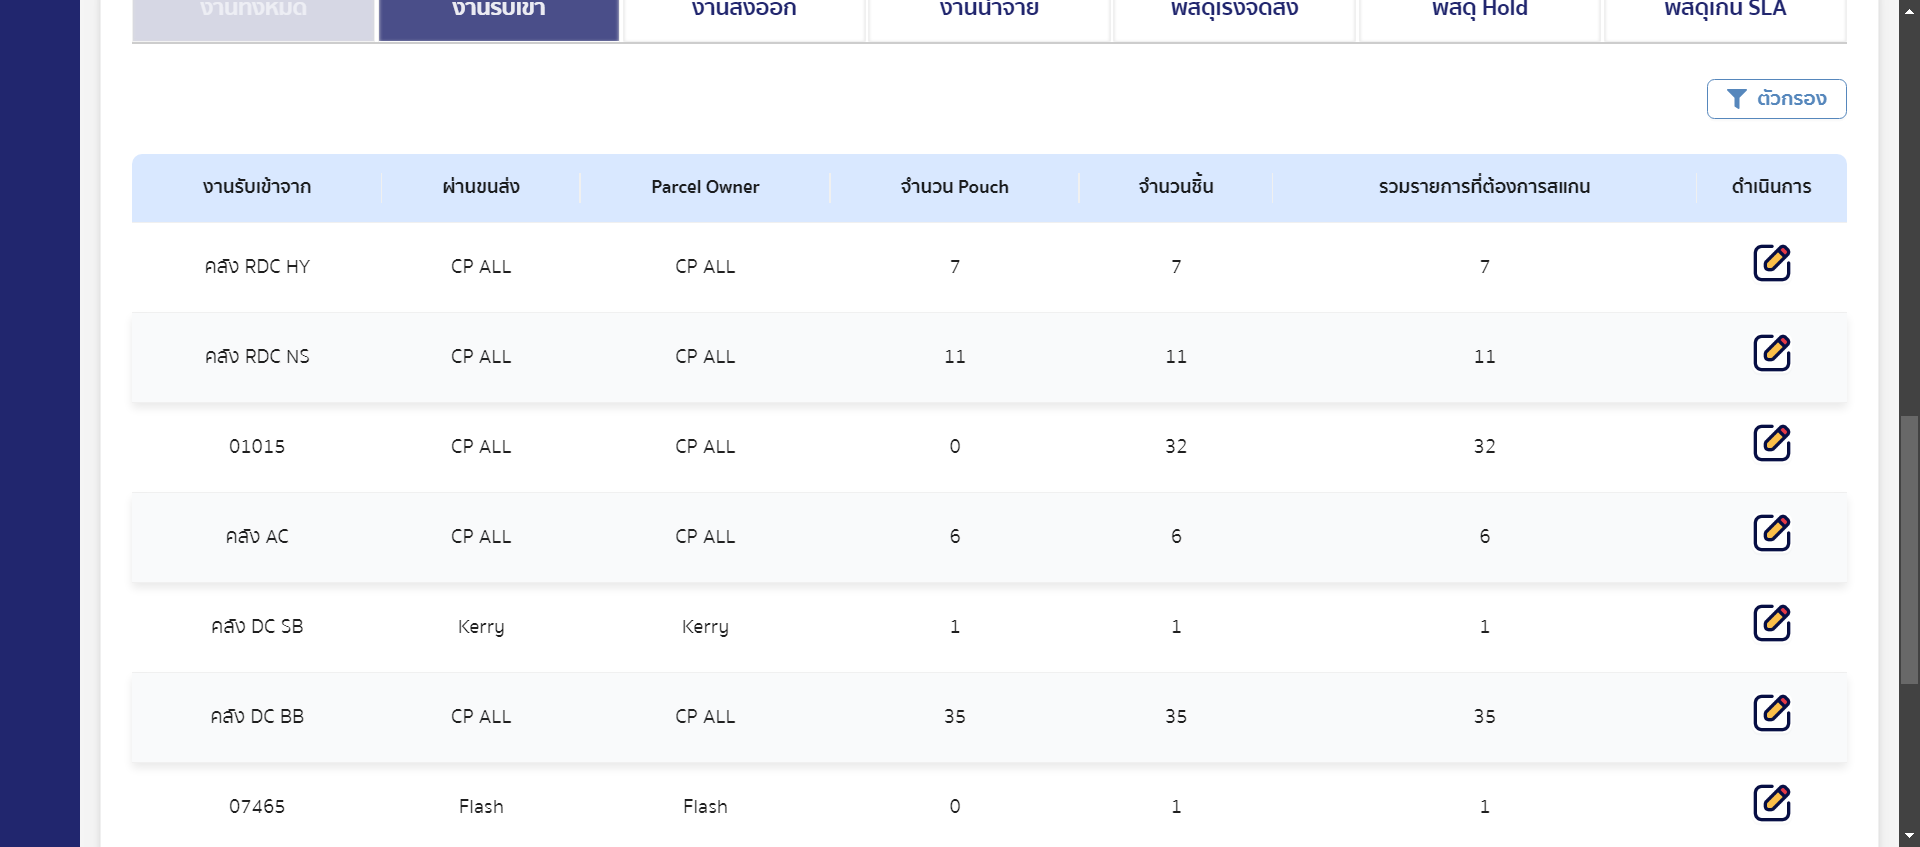 งานทั้งหมด งานรับเข้า งานส่งออก งานนำจ่าย พัสดุเร่งจัดส่ง พัสดุ Hold พัสดุเกิน SLA
ตัวกรอง
งานรับเข้าจาก ผ่านขนส่ง Parcel Owner จำนวน Pouch จำนวนชิ้น รวมรายการที่ต้องการสแกน ดำเนินการ
คลัง RDC HY CP ALL CP ALL 7 7 7
คลัง RDC NS CP ALL CP ALL 11 11 11
01015 CP ALL CP ALL 0 32 32
คลัง AC CP ALL CP ALL 6 6 6
คลัง DC SB Kerry Kerry 1 1 1
คลัง DC BB CP ALL CP ALL 35 35 35
07465 Flash Flash 0 1 1